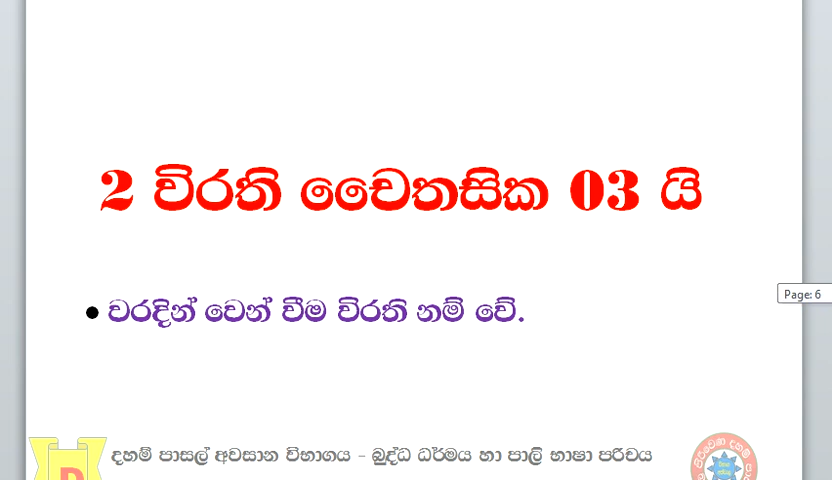 2 විරති චෛතසික 03 යි
• වරදින් වෙන් වීම විරති නම් වේ.
Page: 6
දහම් පාසල් අවසාන විභාගය - බුද්ධ ධර්මය හා පාලි භාෂා පරිචය